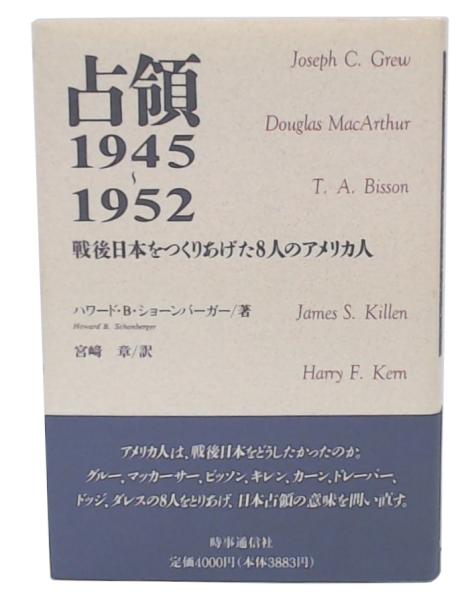 占領
1945
～
1952
戦後日本をつくりあげた8人のアメリカ人
ハワード・B・ショーンバーガー/著
Howard B. Schonberger
宮﨑 章/訳
Joseph C. Grew
Douglas MacArthur
T. A. Bisson
James S. Killen
Harry F. Kern
アメリカ人は、戦後日本をどうしたかったのか。
グルー、マッカーサー、ビッソン、キレン、カーン、ドレーパー、
ドッジ、ダレスの8人をとりあげ、日本占領の意味を問い直す。
時事通信社
定価4000円(本体3883円)